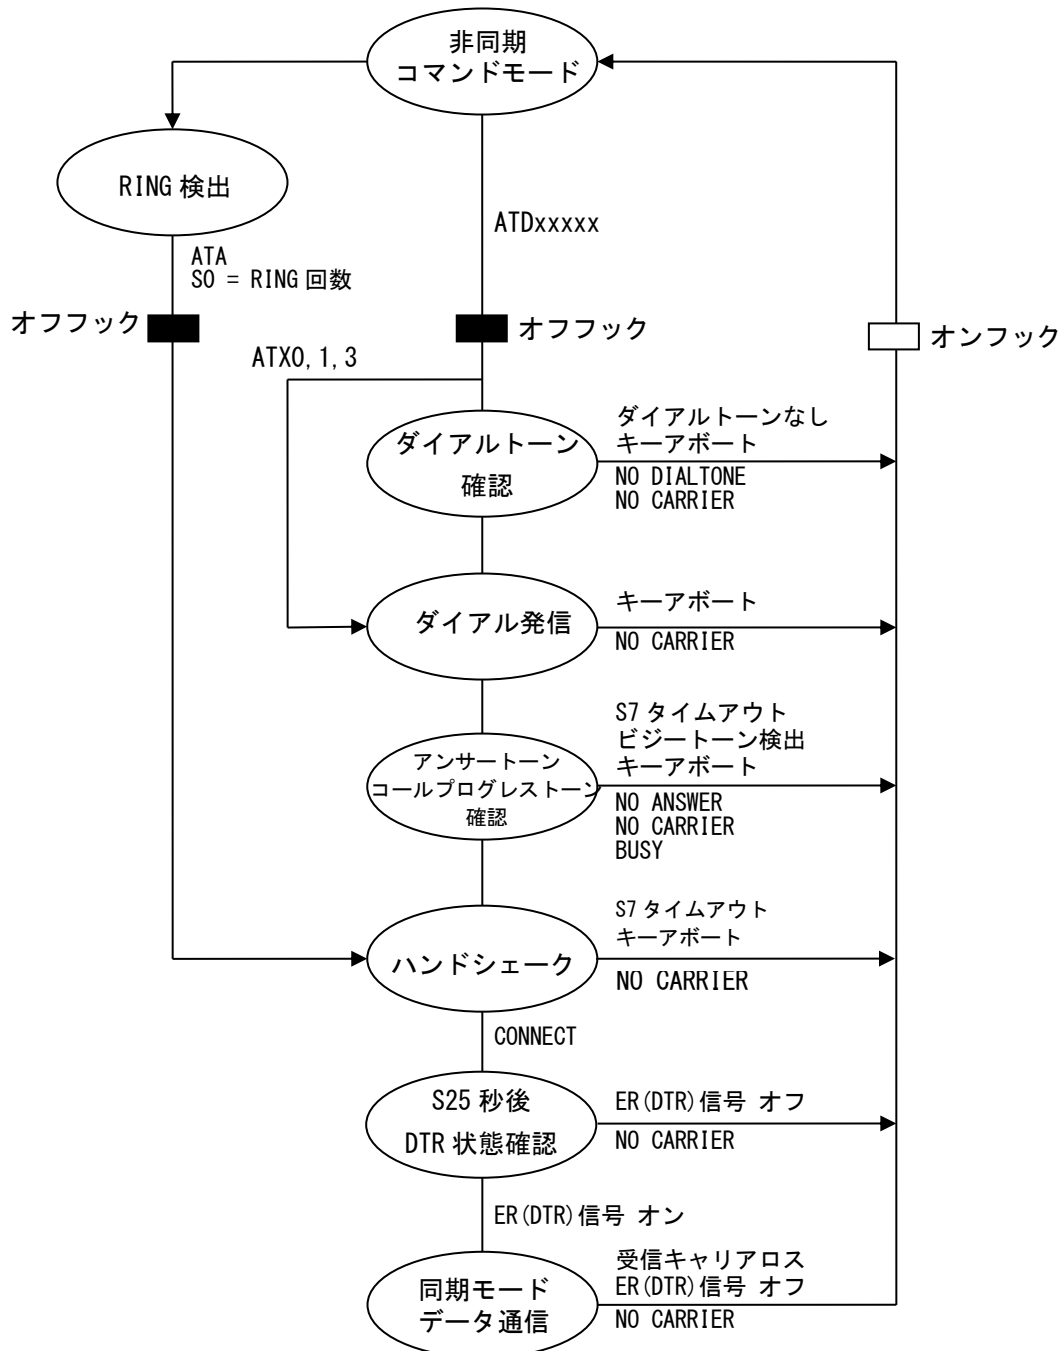 非同期
コマンドモード
RING 検出
ATDxxxxx
ATA
S0 = RING 回数
オフフック
オフフック
オンフック
ATX0,1,3
ダイアルトーン
確認
ダイアルトーンなし
キーアボート
NO DIALTONE
NO CARRIER
ダイアル発信
キーアボート
NO CARRIER
アンサートーン
コールプログレストーン
確認
S7 タイムアウト
ビジートーン検出
キーアボート
NO ANSWER
NO CARRIER
BUSY
ハンドシェーク
S7 タイムアウト
キーアボート
NO CARRIER
CONNECT
S25 秒後
DTR 状態確認
ER(DTR)信号 オフ
NO CARRIER
ER(DTR)信号 オン
同期モード
データ通信
受信キャリアロス
ER(DTR)信号 オフ
NO CARRIER